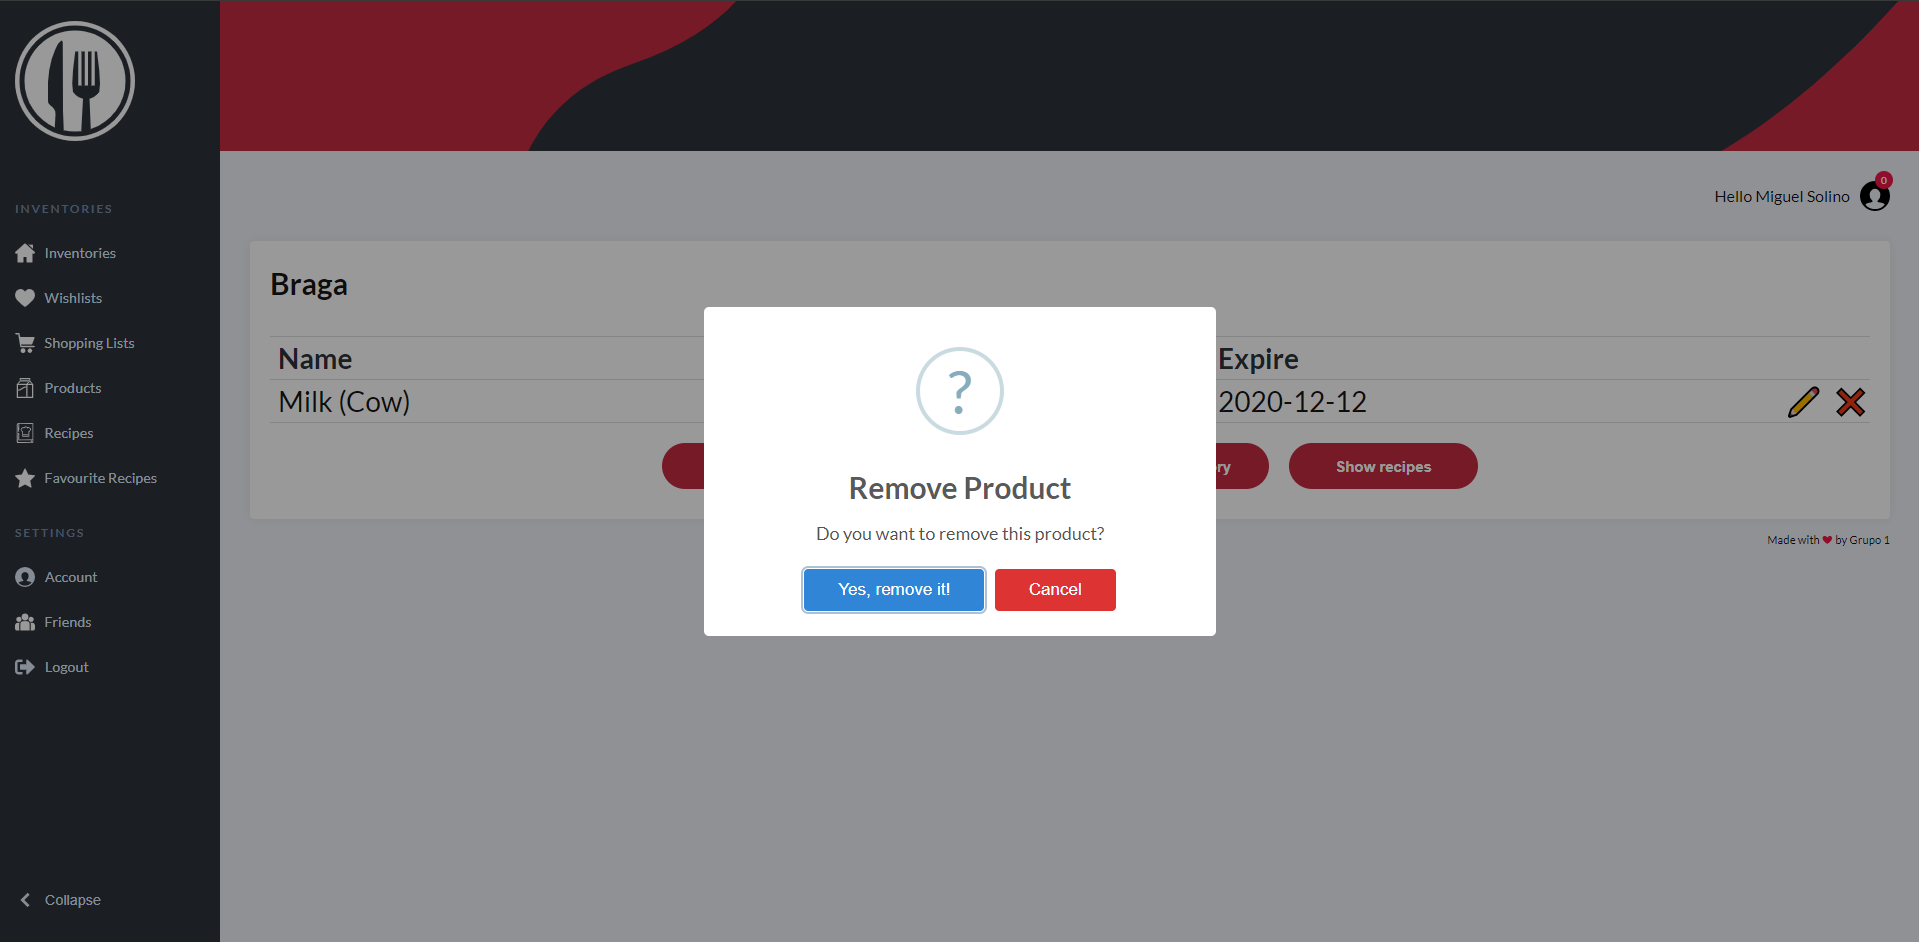 INVENTORIES
Inventories
Wishlists
Shopping Lists
Products
Recipes
Favourite Recipes
SETTINGS
Account
Friends
Logout
Collapse
0
Hello Miguel Solino
Braga
Name
Expire
Milk (Cow)
2020-12-12
Show recipes
?
Remove Product
Do you want to remove this product?
Yes, remove it!
Cancel
Made with ❤ by Grupo 1